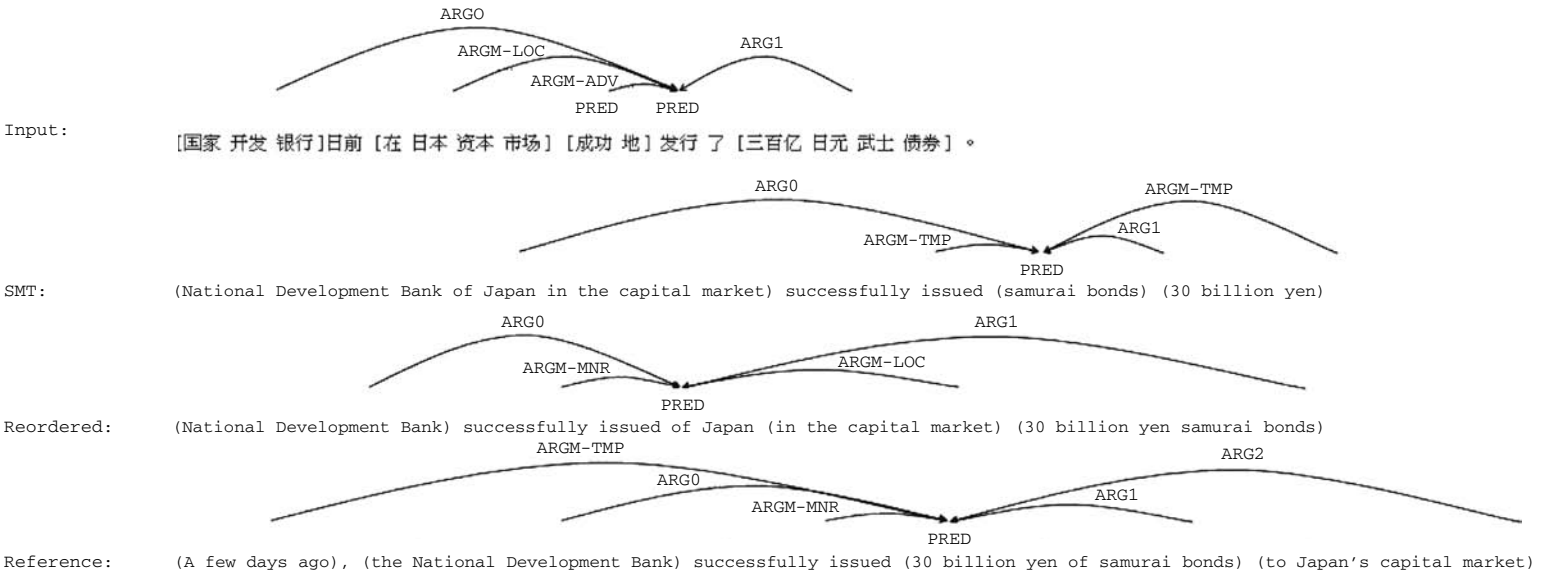 ARG0
ARGM-LOC ARG1
ARGM-ADV
PRED PRED
Input: [国家 开发 银行]日前 [在 日本 资本 市场] [成功 地] 发行 了 [三百亿 日元 武士 债券] 。
ARG0 ARGM-TMP
ARGM-TMP ARG1
PRED
SMT: (National Development Bank of Japan in the capital market) successfully issued (samurai bonds) (30 billion yen)
ARG0 ARG1
ARGM-MNR ARGM-LOC
PRED
Reordered: (National Development Bank) successfully issued of Japan (in the capital market) (30 billion yen samurai bonds)
ARGM-TMP ARG2
ARG0 ARG1
ARGM-MNR
PRED
Reference: (A few days ago), (the National Development Bank) successfully issued (30 billion yen of samurai bonds) (to Japan's capital market)